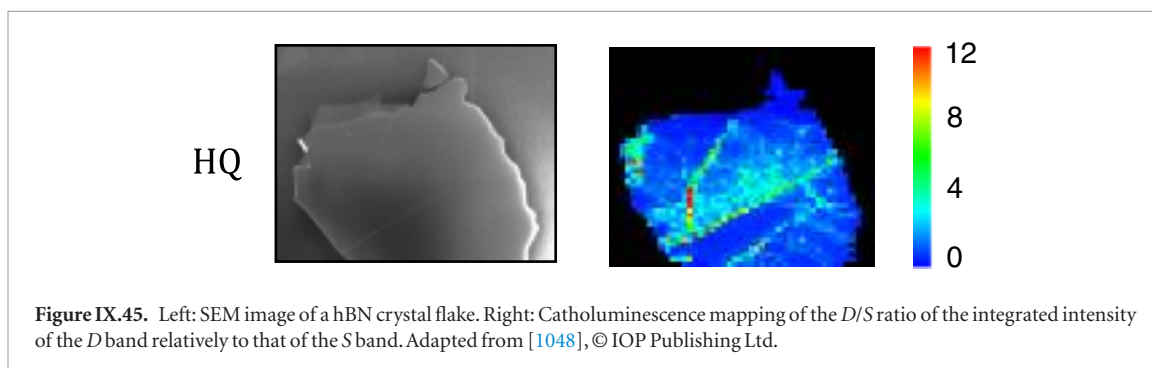 HQ
12
8
4
0
Figure IX.45. Left: SEM image of a hBN crystal flake. Right: Catholuminescence mapping of the D/S ratio of the integrated intensity
of the D band relatively to that of the S band. Adapted from [1048], © IOP Publishing Ltd.